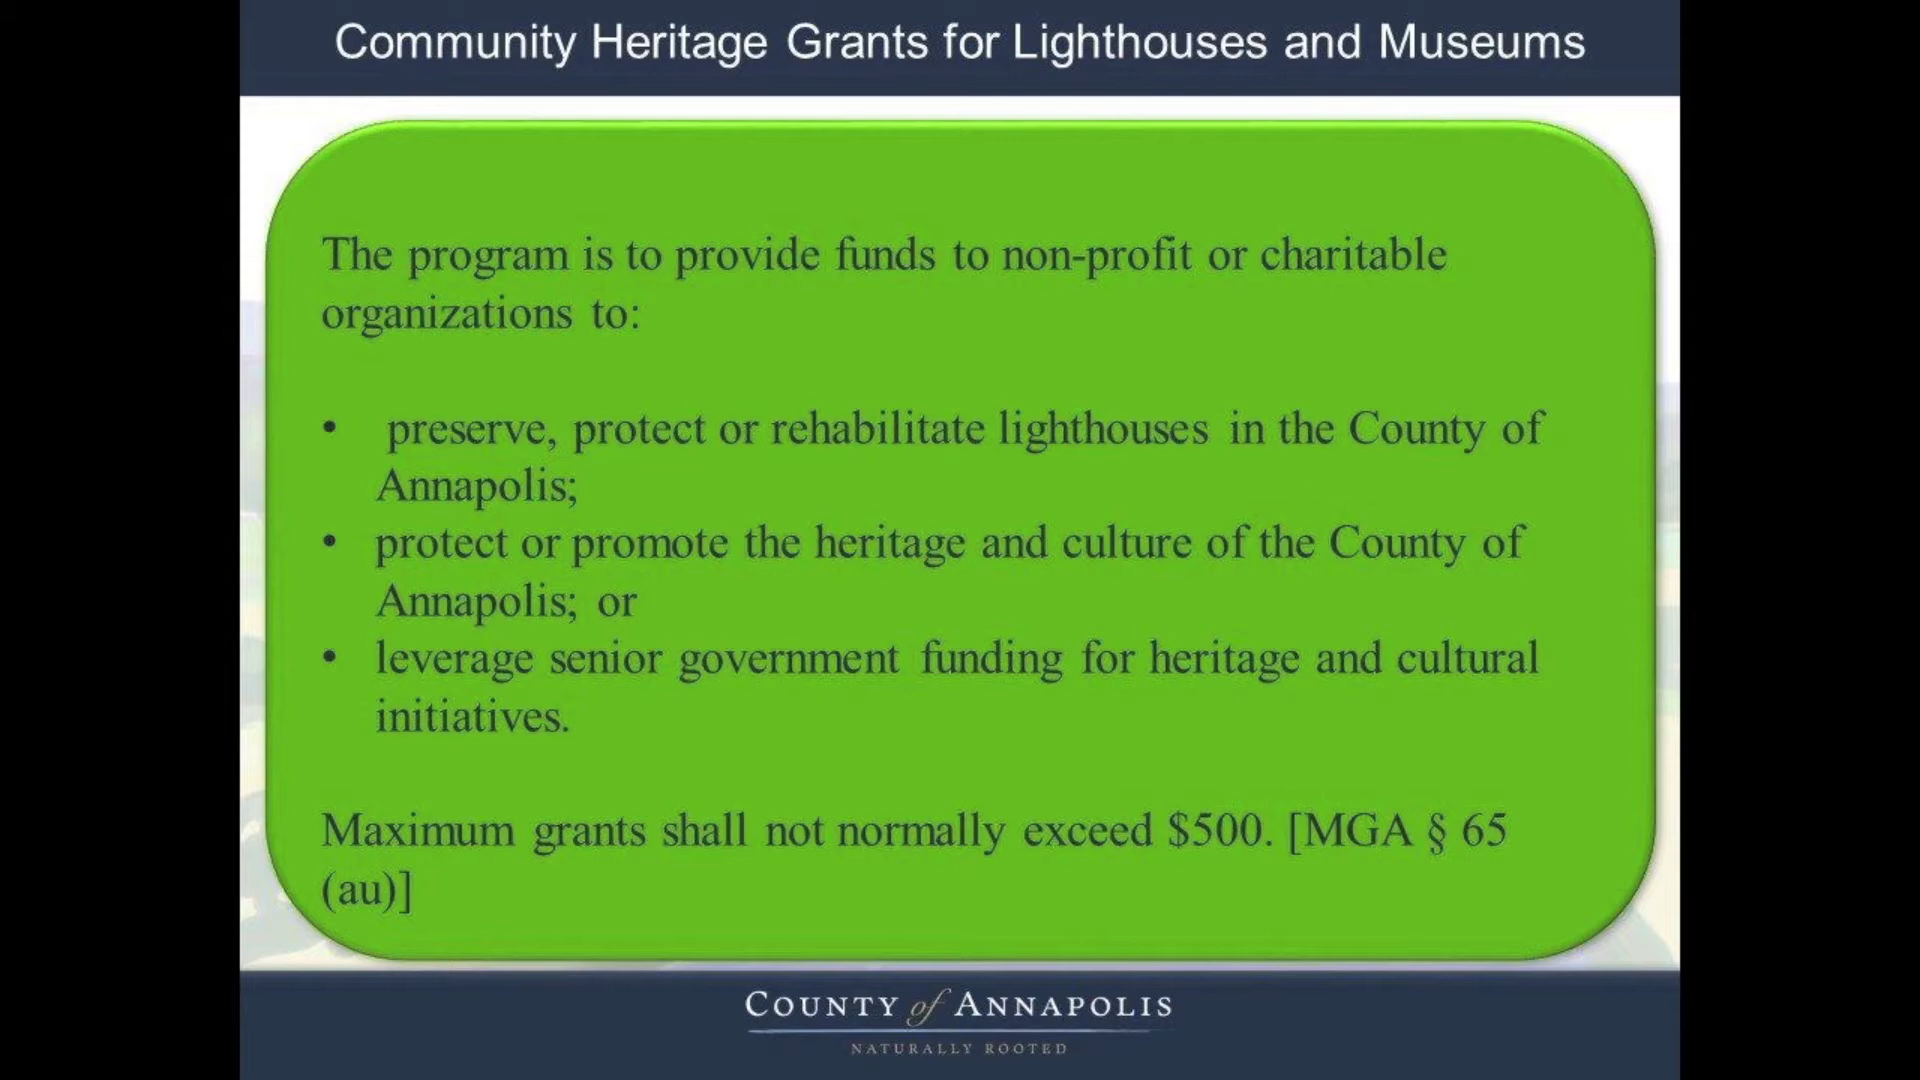 Community Heritage Grants for Lighthouses and Museums
The program is to provide funds to non-profit or charitable
organizations to:
• preserve, protect or rehabilitate lighthouses in the County of
Annapolis;
• protect or promote the heritage and culture of the County of
Annapolis; or
• leverage senior government funding for heritage and cultural
initiatives.
Maximum grants shall not normally exceed $500. [MGA § 65
(au)]
COUNTY of ANNAPOLIS
NATURALLY ROOTED